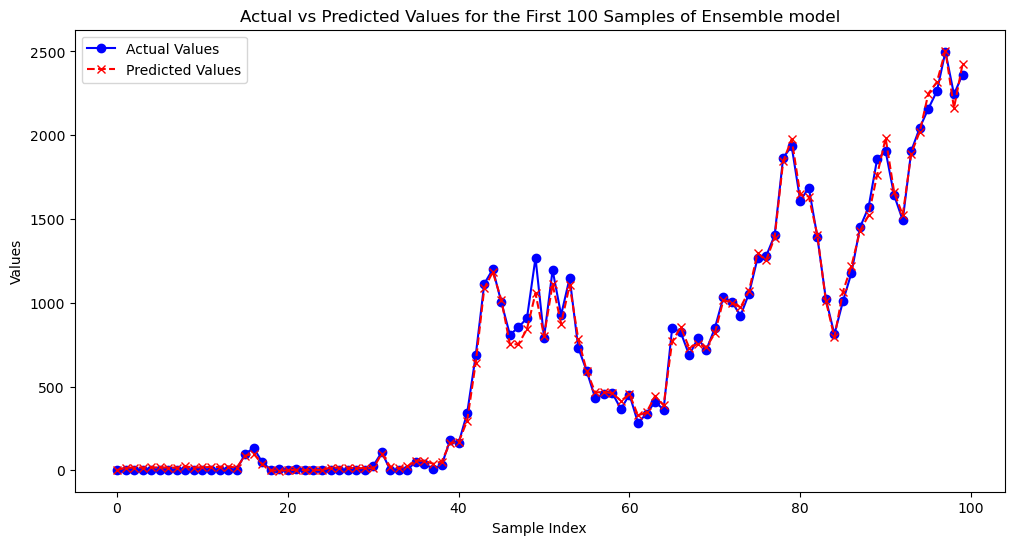 Actual vs Predicted Values for the First 100 Samples of Ensemble model
Actual Values
Predicted Values
2500
2000
1500
1000
500
0
Values
0 20 40 60 80 100
Sample Index